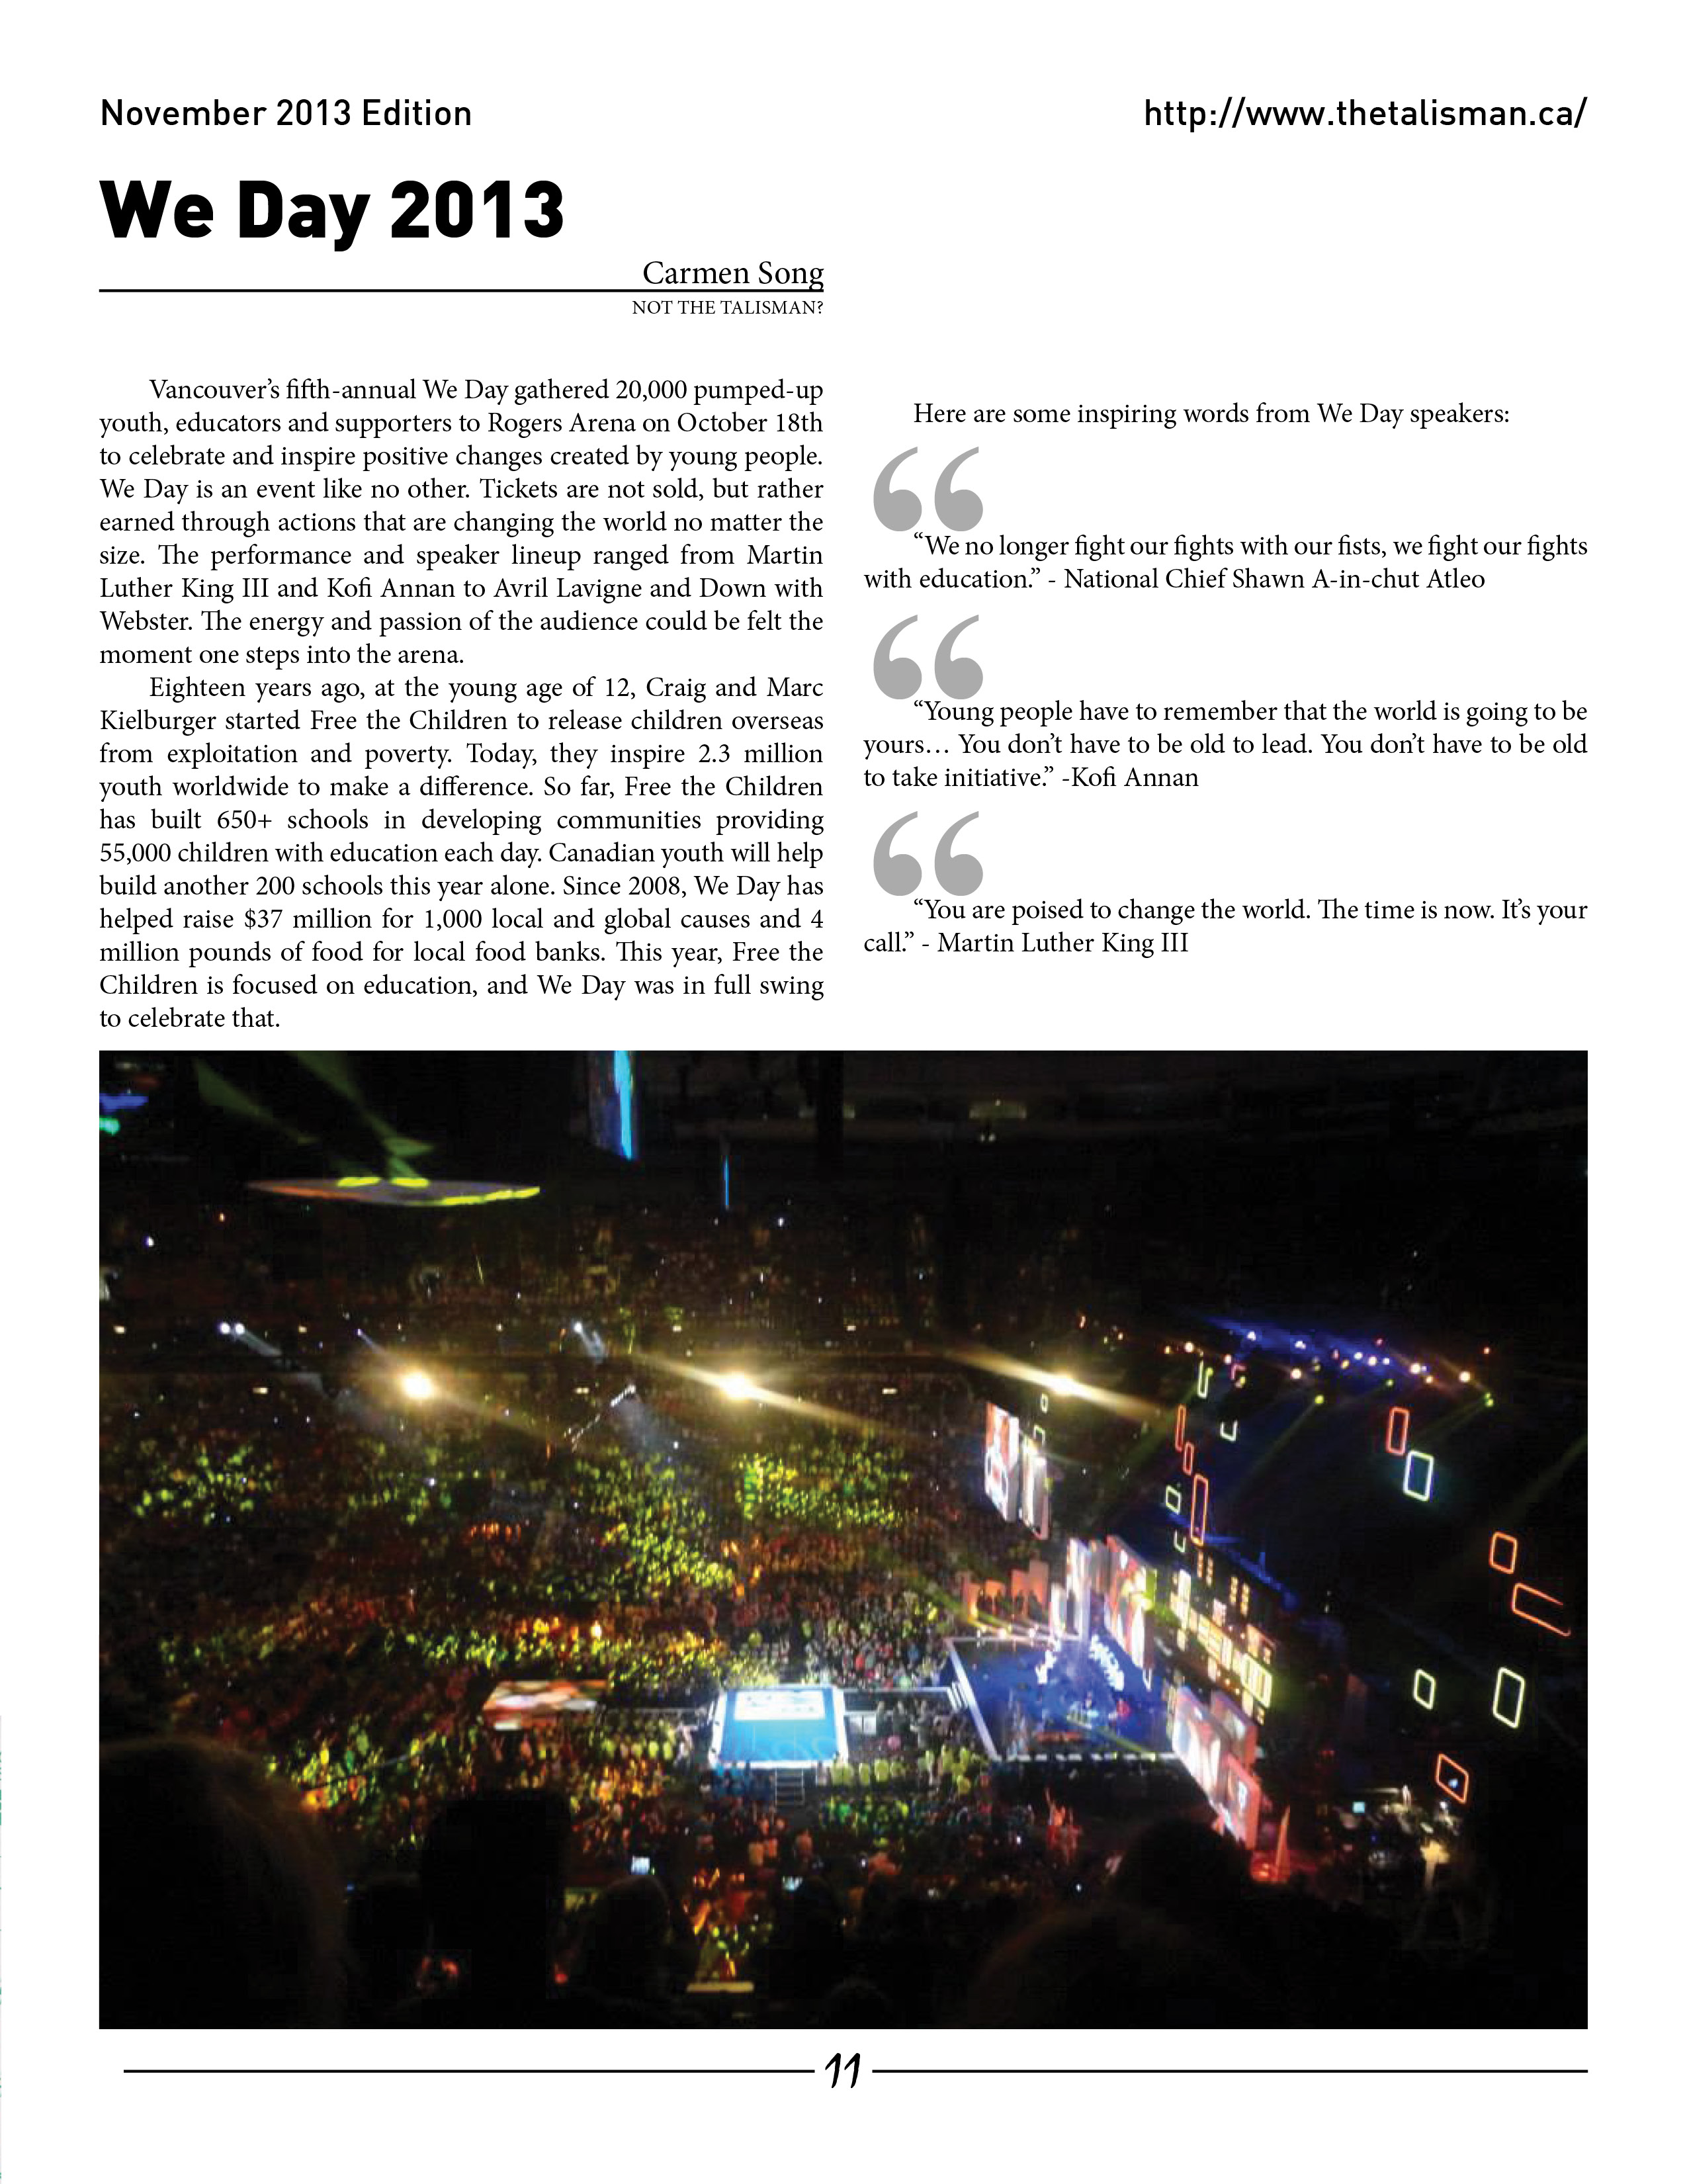 November 2013 Edition
http://www.thetalisman.ca/
We Day 2013
Carmen Song
NOT THE TALISMAN?
Vancouver’s fifth-annual We Day gathered 20,000 pumped-up
youth, educators and supporters to Rogers Arena on October 18th
to celebrate and inspire positive changes created by young people.
We Day is an event like no other. Tickets are not sold, but rather
earned through actions that are changing the world no matter the
size. The performance and speaker lineup ranged from Martin
Luther King III and Kofi Annan to Avril Lavigne and Down with
Webster. The energy and passion of the audience could be felt the
moment one steps into the arena.
Eighteen years ago, at the young age of 12, Craig and Marc
Kielburger started Free the Children to release children overseas
from exploitation and poverty. Today, they inspire 2.3 million
youth worldwide to make a difference. So far, Free the Children
has built 650+ schools in developing communities providing
55,000 children with education each day. Canadian youth will help
build another 200 schools this year alone. Since 2008, We Day has
helped raise $37 million for 1,000 local and global causes and 4
million pounds of food for local food banks. This year, Free the
Children is focused on education, and We Day was in full swing
to celebrate that.
Here are some inspiring words from We Day speakers:
“
“We no longer fight our fights with our fists, we fight our fights
with education.” - National Chief Shawn A-in-chut Atleo
“
“Young people have to remember that the world is going to be
yours… You don’t have to be old to lead. You don’t have to be old
to take initiative.” -Kofi Annan
“
“You are poised to change the world. The time is now. It’s your
call.” - Martin Luther King III
11